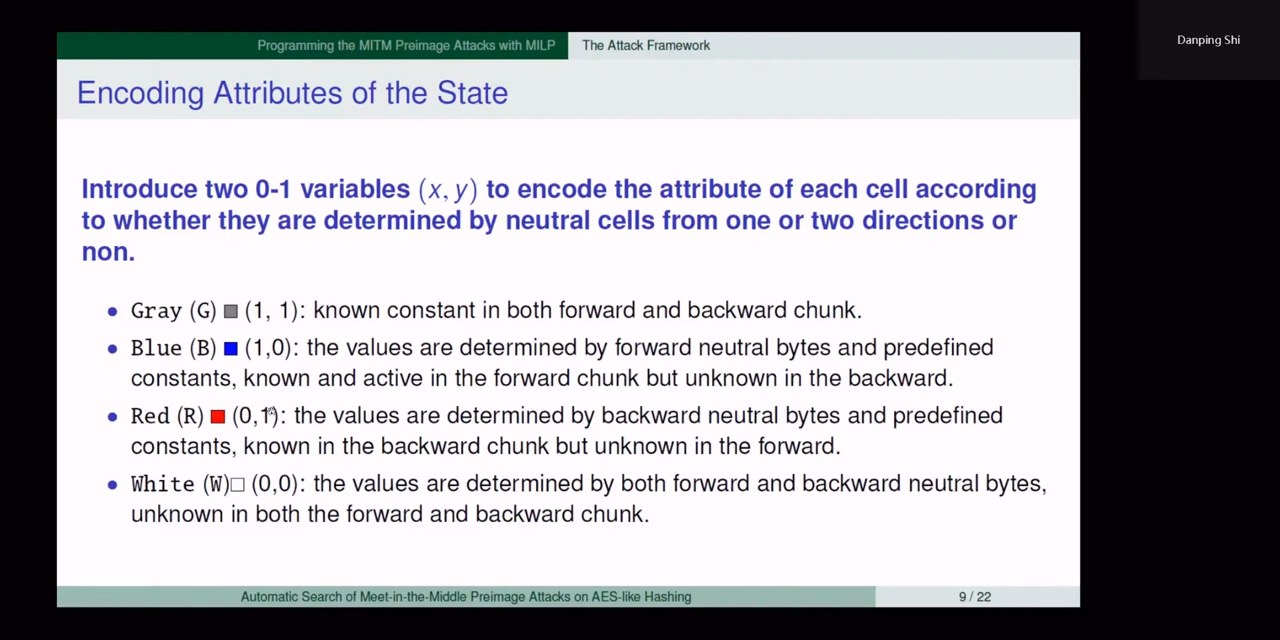 Programming the MITM Preimage Attacks with MILP The Attack Framework
Danping Shi
Encoding Attributes of the State
Introduce two 0-1 variables (x, y) to encode the attribute of each cell according
to whether they are determined by neutral cells from one or two directions or
non.
• Gray (G) ■ (1, 1): known constant in both forward and backward chunk.
• Blue (B) ■ (1,0): the values are determined by forward neutral bytes and predefined
constants, known and active in the forward chunk but unknown in the backward.
• Red (R) ■ (0,1): the values are determined by backward neutral bytes and predefined
constants, known in the backward chunk but unknown in the forward.
• White (W)□ (0,0): the values are determined by both forward and backward neutral bytes,
unknown in both the forward and backward chunk.
Automatic Search of Meet-in-the-Middle Preimage Attacks on AES-like Hashing 9 / 22